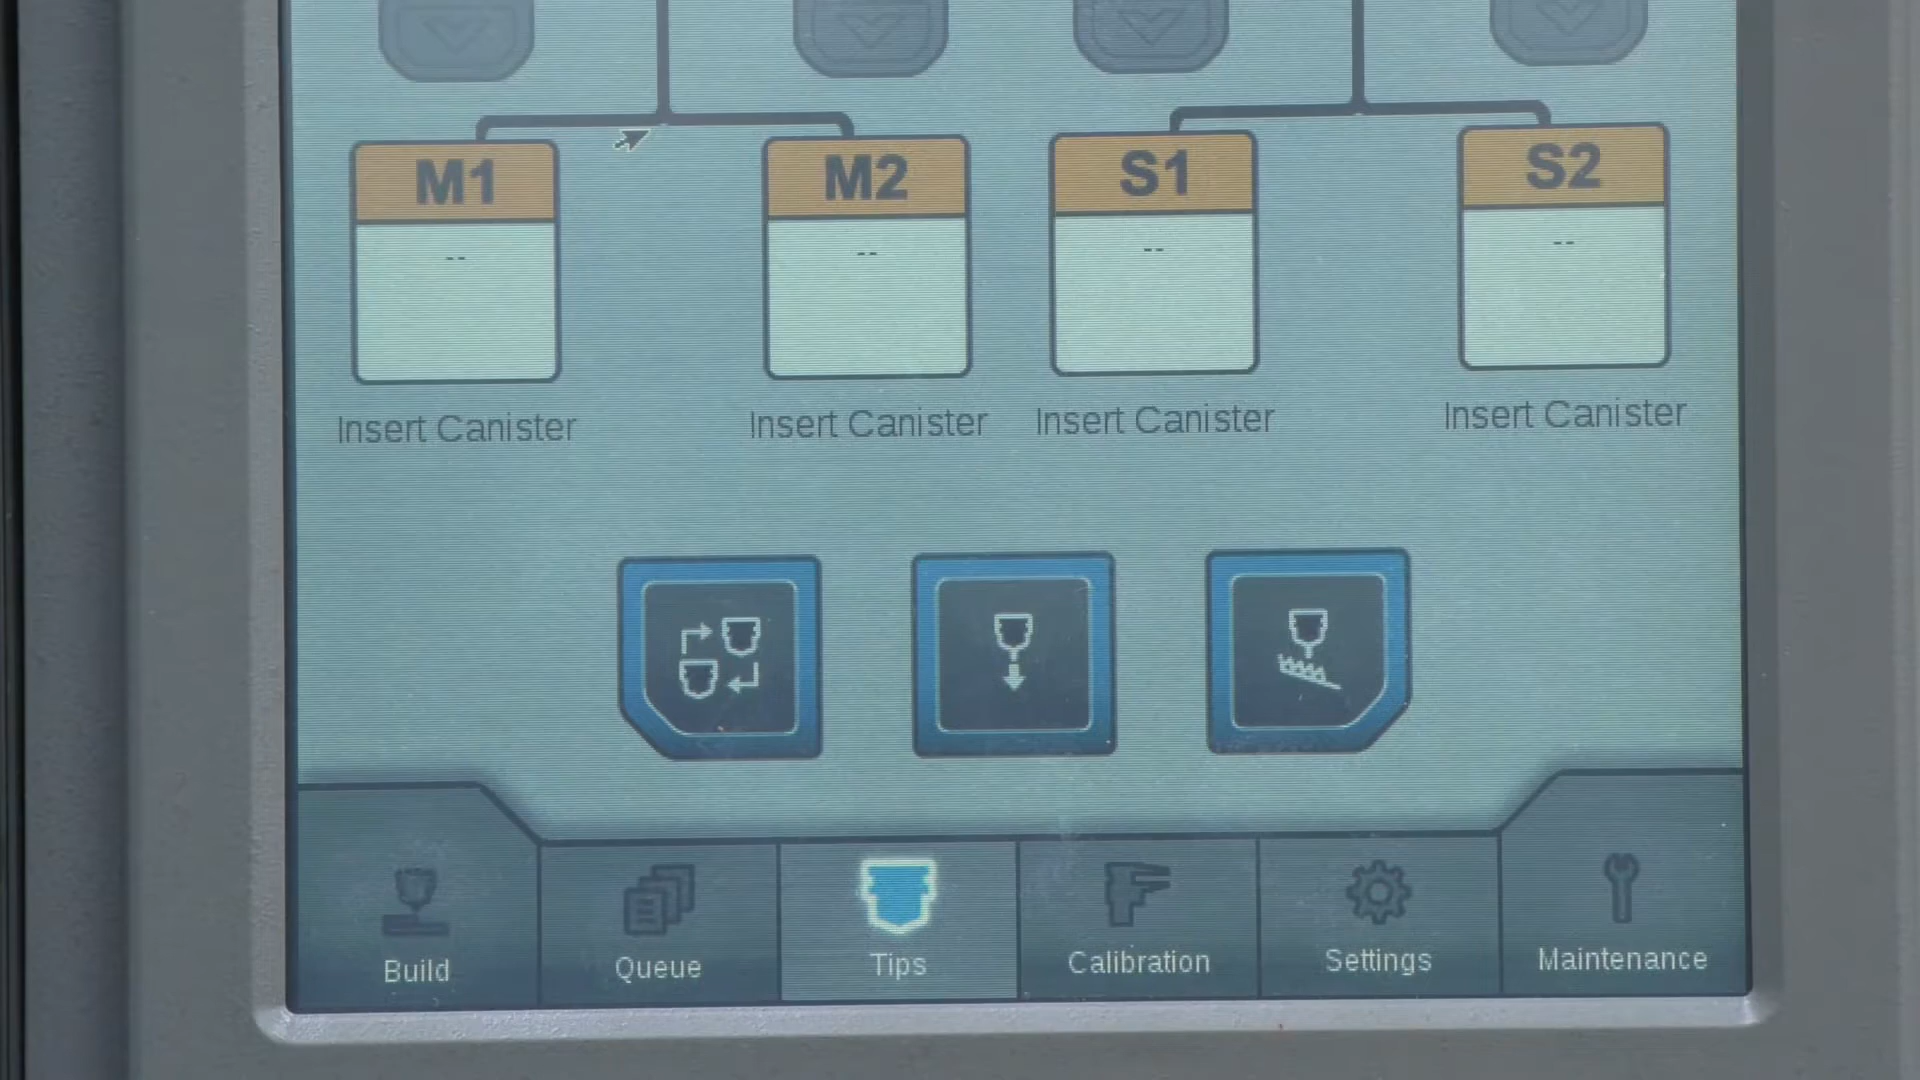 M1 M2 S1 S2
-- -- -- --
Insert Canister Insert Canister Insert Canister Insert Canister
Build Queue Tips Calibration Settings Maintenance